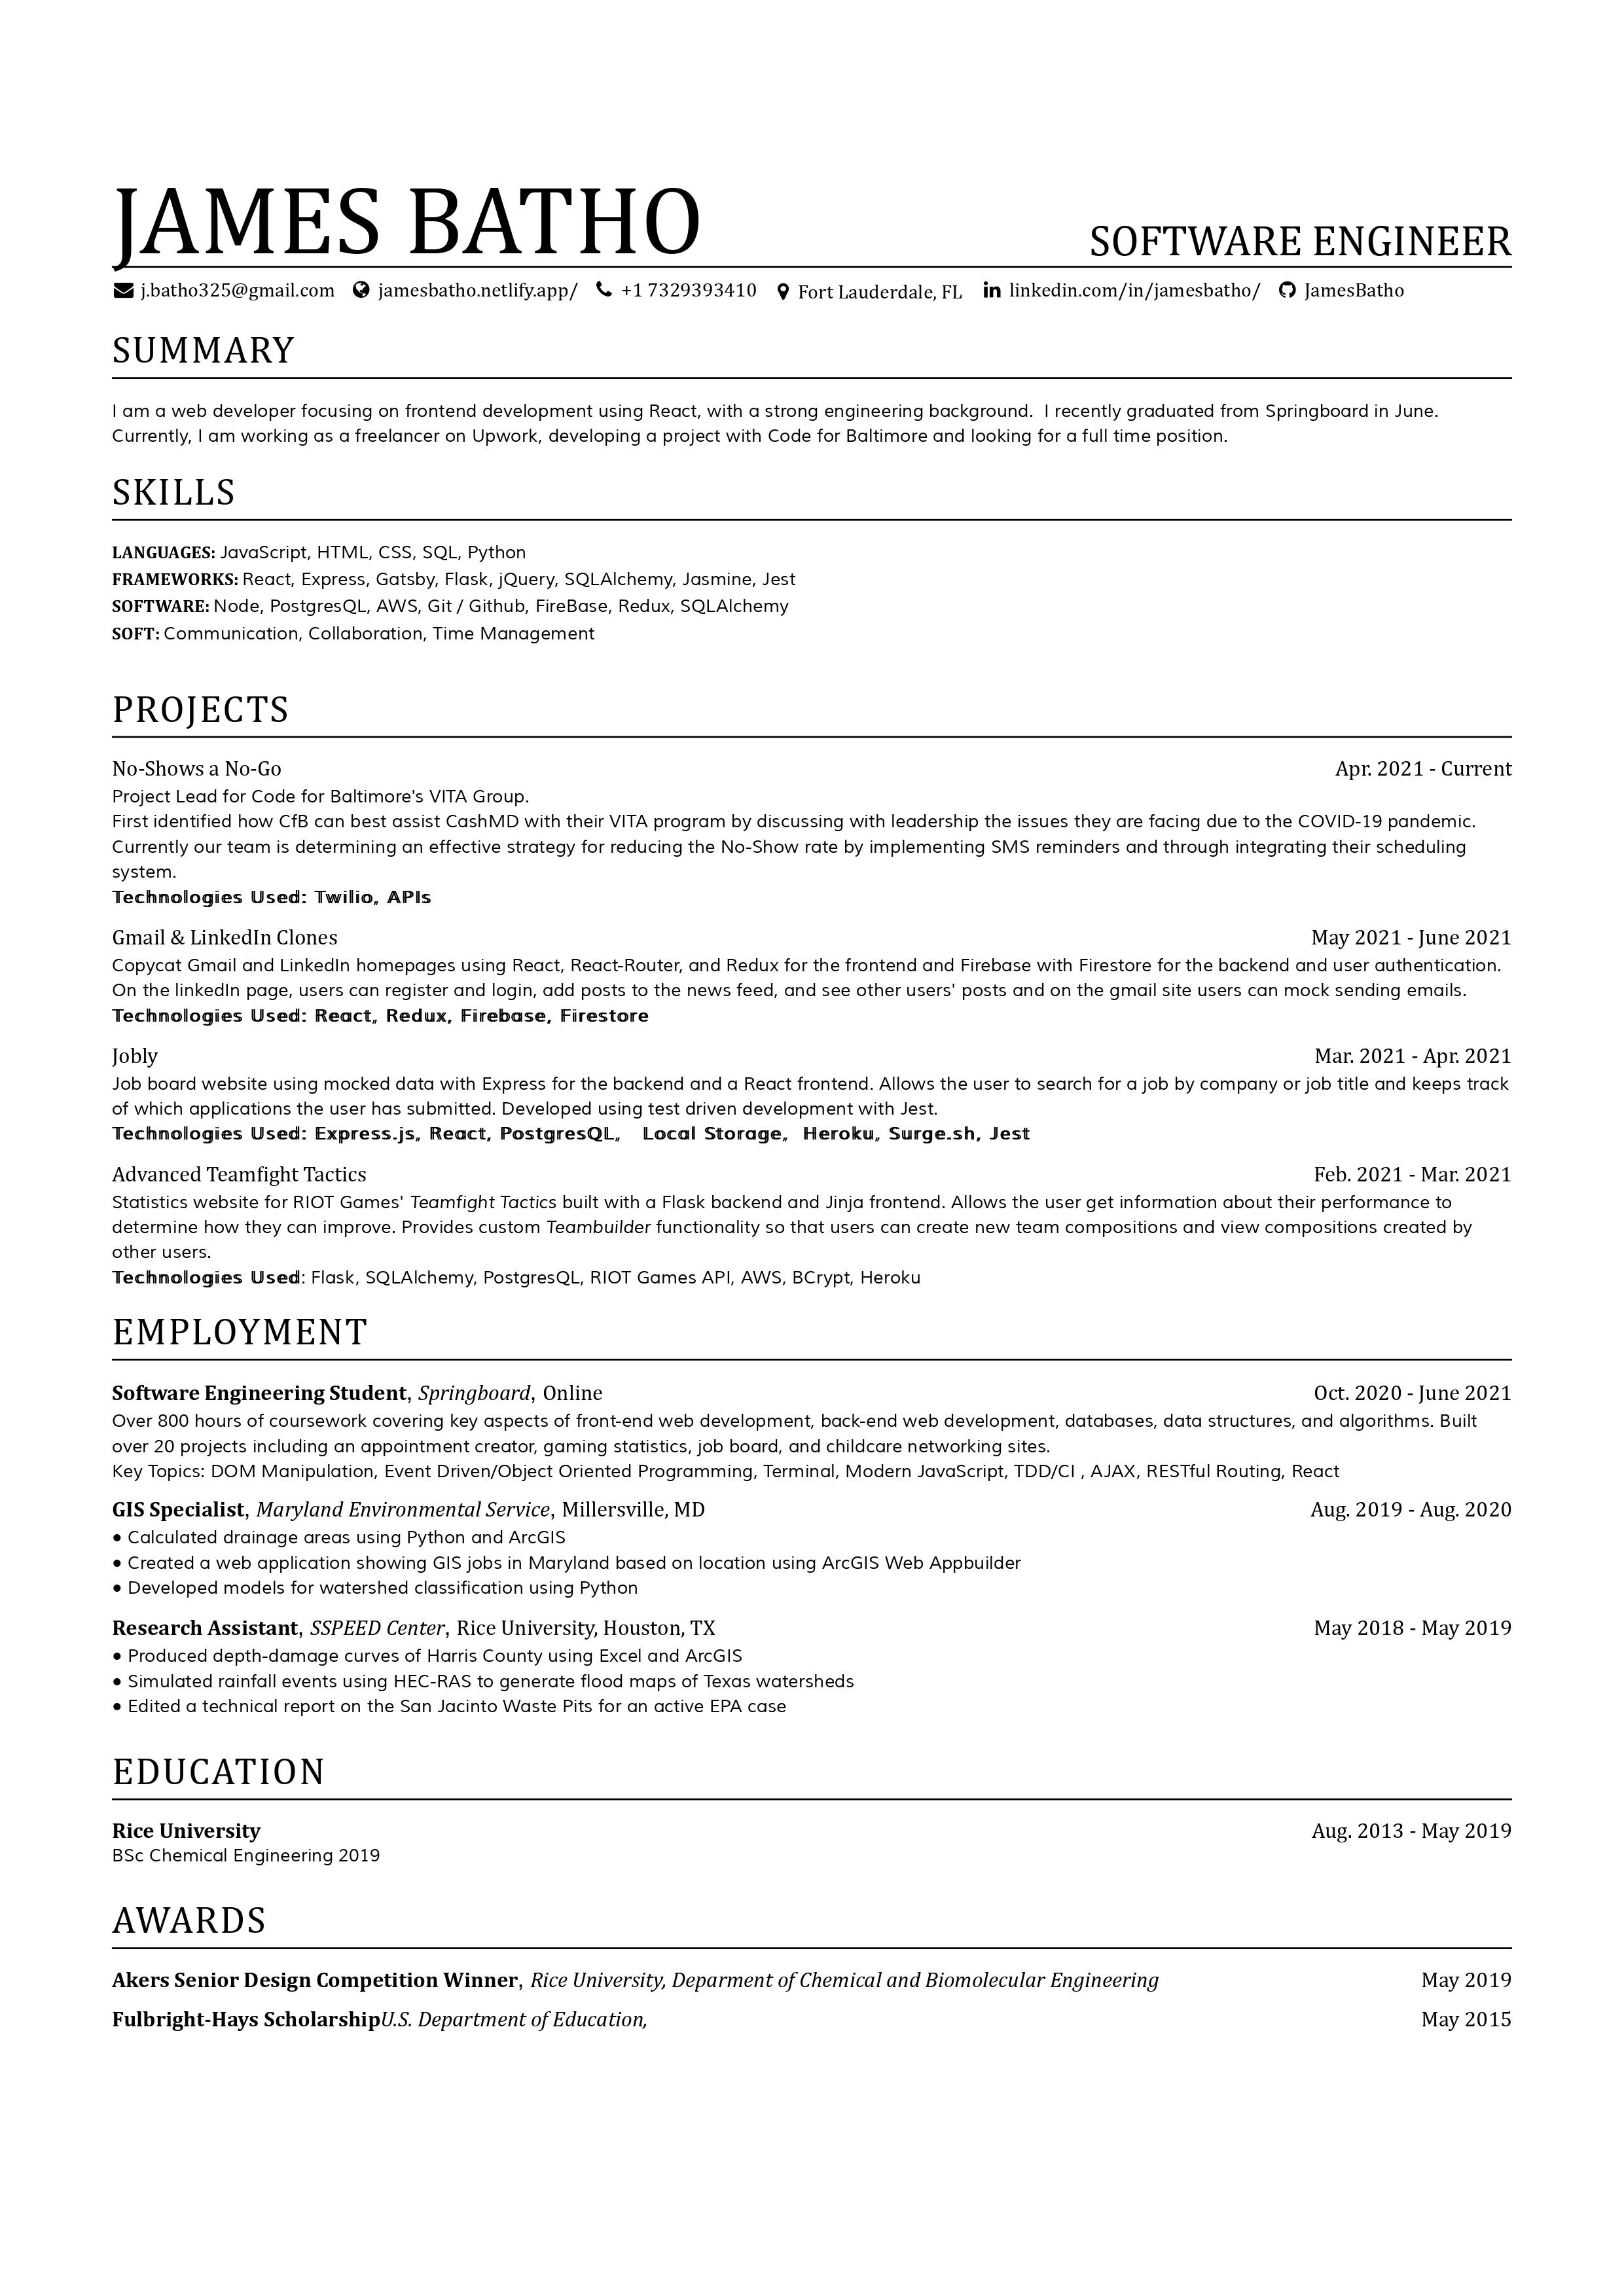 JAMES BATHO
SOFTWARE ENGINEER
j.batho325@gmail.com jamesbatho.netlify.app/ +1 7329393410 Fort Lauderdale, FL linkedin.com/in/jamesbatho/ JamesBatho
SUMMARY
I am a web developer focusing on frontend development using React, with a strong engineering background.  I recently graduated from Springboard in June.
Currently, I am working as a freelancer on Upwork, developing a project with Code for Baltimore and looking for a full time position.
SKILLS
LANGUAGES: JavaScript, HTML, CSS, SQL, Python
FRAMEWORKS: React, Express, Gatsby, Flask, jQuery, SQLAlchemy, Jasmine, Jest
SOFTWARE: Node, PostgresQL, AWS, Git / Github, FireBase, Redux, SQLAlchemy
SOFT: Communication, Collaboration, Time Management
PROJECTS
No-Shows a No-Go Apr. 2021 - Current
Project Lead for Code for Baltimore's VITA Group.
First identified how CfB can best assist CashMD with their VITA program by discussing with leadership the issues they are facing due to the COVID-19 pandemic.
Currently our team is determining an effective strategy for reducing the No-Show rate by implementing SMS reminders and through integrating their scheduling
system.
Technologies Used: Twilio, APIs
Gmail & LinkedIn Clones May 2021 - June 2021
Copycat Gmail and LinkedIn homepages using React, React-Router, and Redux for the frontend and Firebase with Firestore for the backend and user authentication.
On the linkedIn page, users can register and login, add posts to the news feed, and see other users' posts and on the gmail site users can mock sending emails.
Technologies Used: React, Redux, Firebase, Firestore
Jobly Mar. 2021 - Apr. 2021
Job board website using mocked data with Express for the backend and a React frontend. Allows the user to search for a job by company or job title and keeps track
of which applications the user has submitted. Developed using test driven development with Jest.
Technologies Used: Express.js, React, PostgresQL,  Local Storage,  Heroku, Surge.sh, Jest
Advanced Teamfight Tactics Feb. 2021 - Mar. 2021
Statistics website for RIOT Games' Teamfight Tactics built with a Flask backend and Jinja frontend. Allows the user get information about their performance to
determine how they can improve. Provides custom Teambuilder functionality so that users can create new team compositions and view compositions created by
other users.
Technologies Used: Flask, SQLAlchemy, PostgresQL, RIOT Games API, AWS, BCrypt, Heroku
EMPLOYMENT
Software Engineering Student, Springboard, Online Oct. 2020 - June 2021
Over 800 hours of coursework covering key aspects of front-end web development, back-end web development, databases, data structures, and algorithms. Built
over 20 projects including an appointment creator, gaming statistics, job board, and childcare networking sites.
Key Topics: DOM Manipulation, Event Driven/Object Oriented Programming, Terminal, Modern JavaScript, TDD/CI , AJAX, RESTful Routing, React
GIS Specialist, Maryland Environmental Service, Millersville, MD Aug. 2019 - Aug. 2020
• Calculated drainage areas using Python and ArcGIS
• Created a web application showing GIS jobs in Maryland based on location using ArcGIS Web Appbuilder
• Developed models for watershed classification using Python
Research Assistant, SSPEED Center, Rice University, Houston, TX May 2018 - May 2019
• Produced depth-damage curves of Harris County using Excel and ArcGIS
• Simulated rainfall events using HEC-RAS to generate flood maps of Texas watersheds
• Edited a technical report on the San Jacinto Waste Pits for an active EPA case
EDUCATION
Rice University Aug. 2013 - May 2019
BSc Chemical Engineering 2019
AWARDS
Akers Senior Design Competition Winner, Rice University, Deparment of Chemical and Biomolecular Engineering May 2019
Fulbright-Hays ScholarshipU.S. Department of Education, May 2015